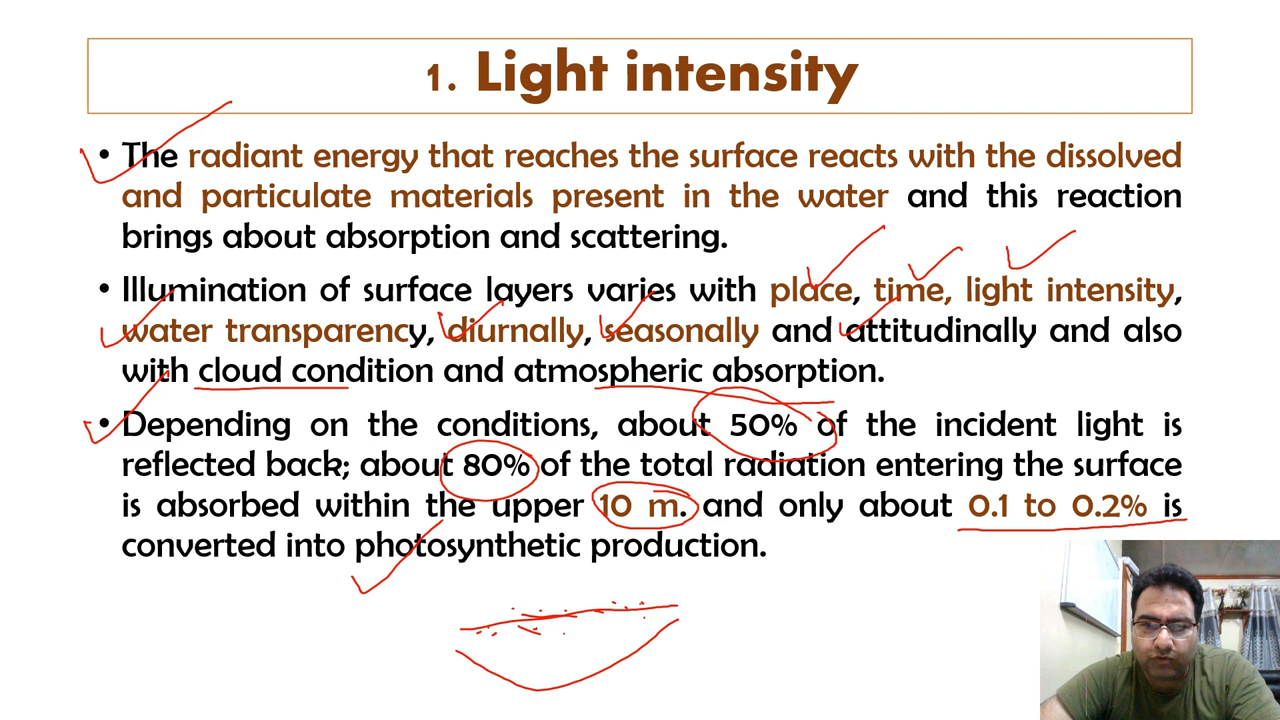 1. Light intensity
• The radiant energy that reaches the surface reacts with the dissolved
and particulate materials present in the water and this reaction
brings about absorption and scattering.
• Illumination of surface layers varies with place, time, light intensity,
water transparency, diurnally, seasonally and attitudinally and also
with cloud condition and atmospheric absorption.
• Depending on the conditions, about 50% of the incident light is
reflected back; about 80% of the total radiation entering the surface
is absorbed within the upper 10 m. and only about 0.1 to 0.2% is
converted into photosynthetic production.